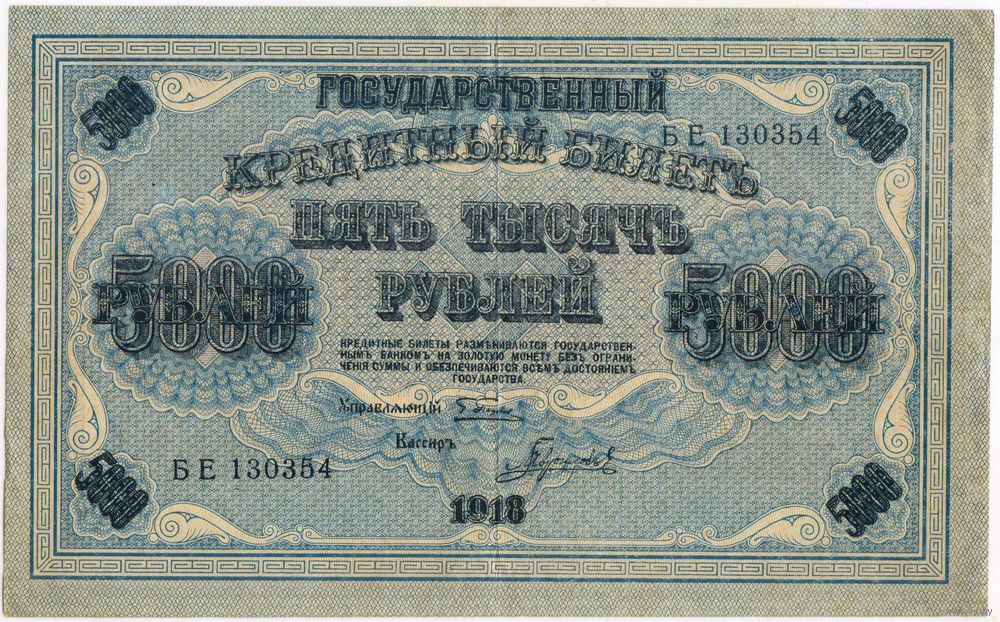 5000
ГОСУДАРСТВЕННЫЙ
5000
КРЕДИТНЫЙ БИЛЕТЪ
БЕ 130354
ПЯТЬ ТЫСЯЧЪ
РУБЛЕЙ
5000
РУБЛЕЙ
5000
РУБЛЕЙ
КРЕДИТНЫЕ БИЛЕТЫ РАЗМѢНИВАЮТСЯ ГОСУДАРСТВЕН-
НЫМЪ БАНКОМЪ НА ЗОЛОТУЮ МОНЕТУ БЕЗЪ ОГРАНИ-
ЧЕНІЯ СУММЫ И ОБЕЗПЕЧИВАЮТСЯ ВСѢМЪ ДОСТОЯНІЕМЪ
ГОСУДАРСТВА.
Управляющій
Кассиръ
5000
БЕ 130354
1918
5000